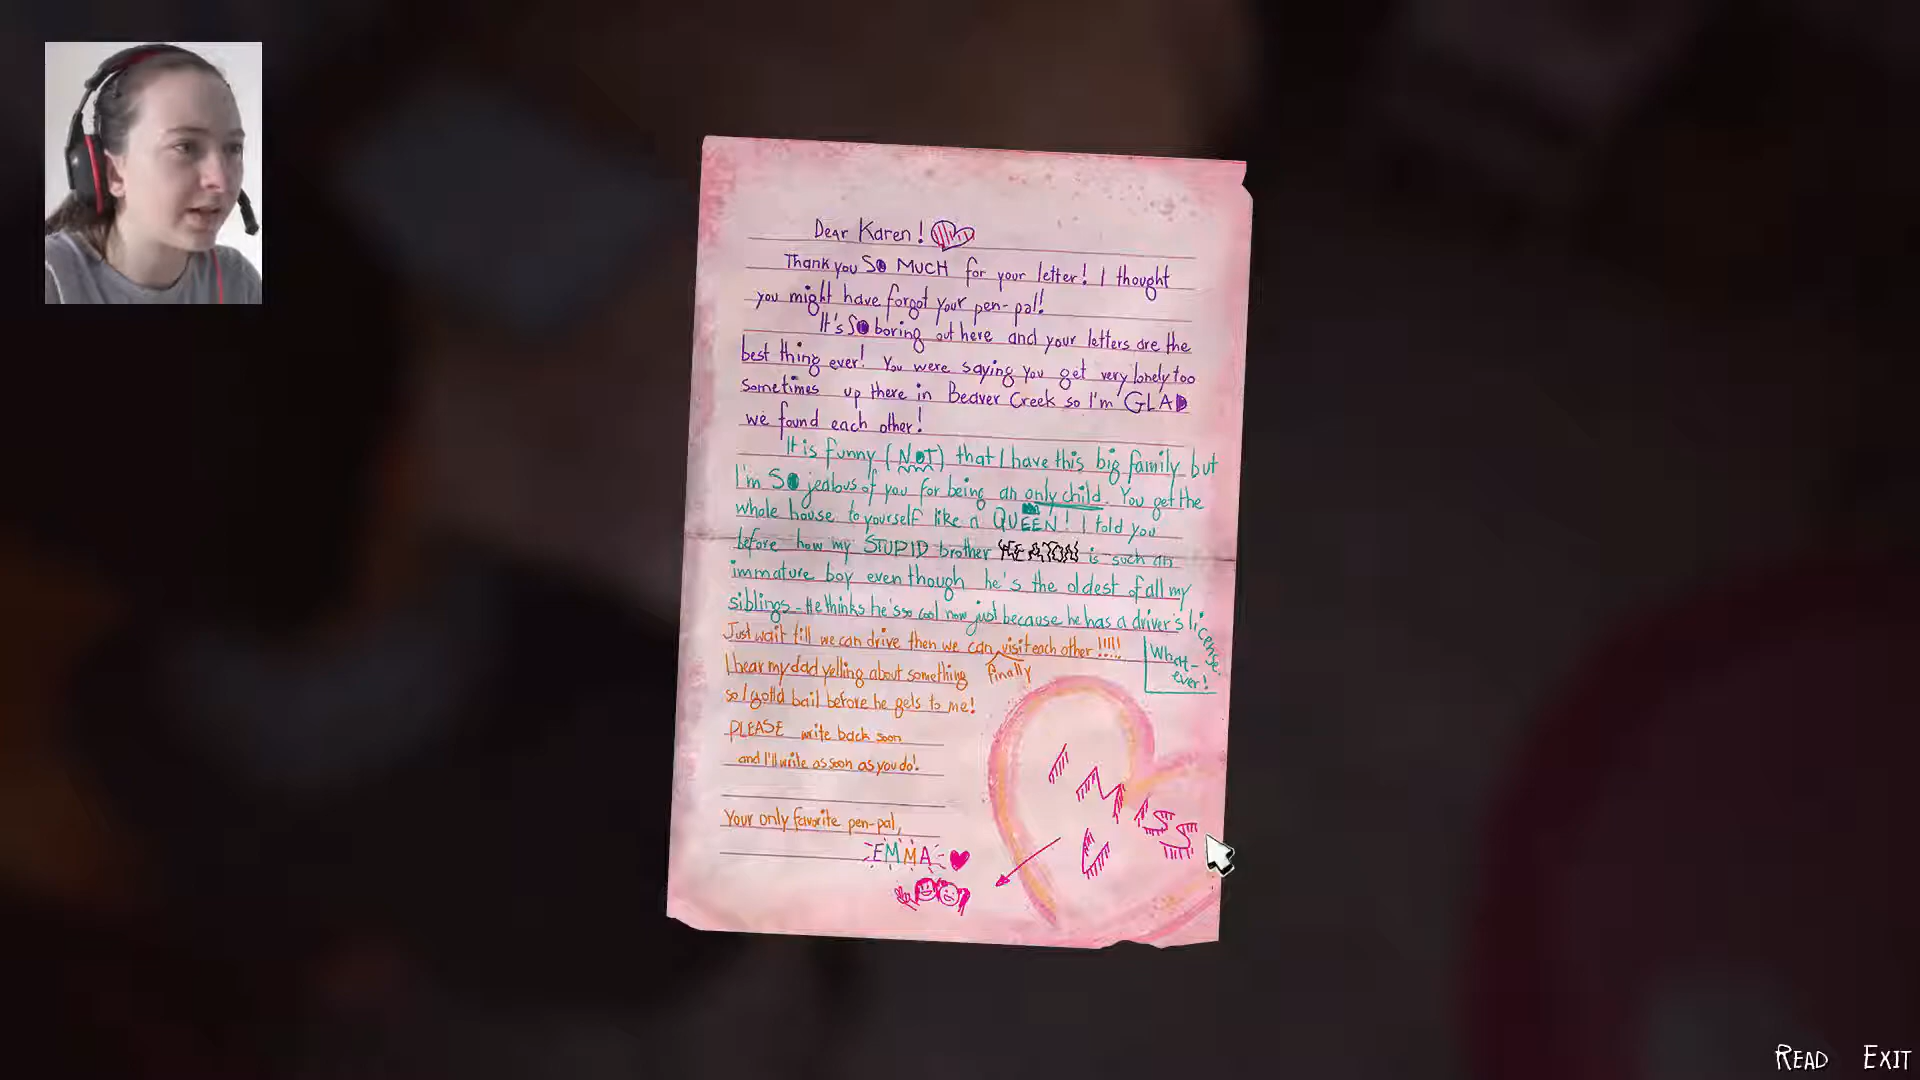 Dear Karen!
Thank you SO MUCH for your letter! I thought
you might have forgot your pen-pal!
It's SO boring out here and your letters are the
best thing ever! You were saying you get very lonely too
sometimes up there in Beaver Creek so I'm GLAD
we found each other!
It is funny (NOT) that I have this big family but
I'm SO jealous of you for being an only child. You get the
whole house to yourself like a QUEEN! I told you
before how my STUPID brother is such an
immature boy even though he's the oldest of all my
siblings - He thinks he's so cool now just because he has a driver's license.
What-
ever!
Just wait till we can visit each other !!!!!
finally
I hear my dad yelling about something
so I gotta bail before he gets to me!
PLEASE write back soon
and I'll write as soon as you do!
Your only favorite pen-pal,
EMMA
I MISS
READ EXIT